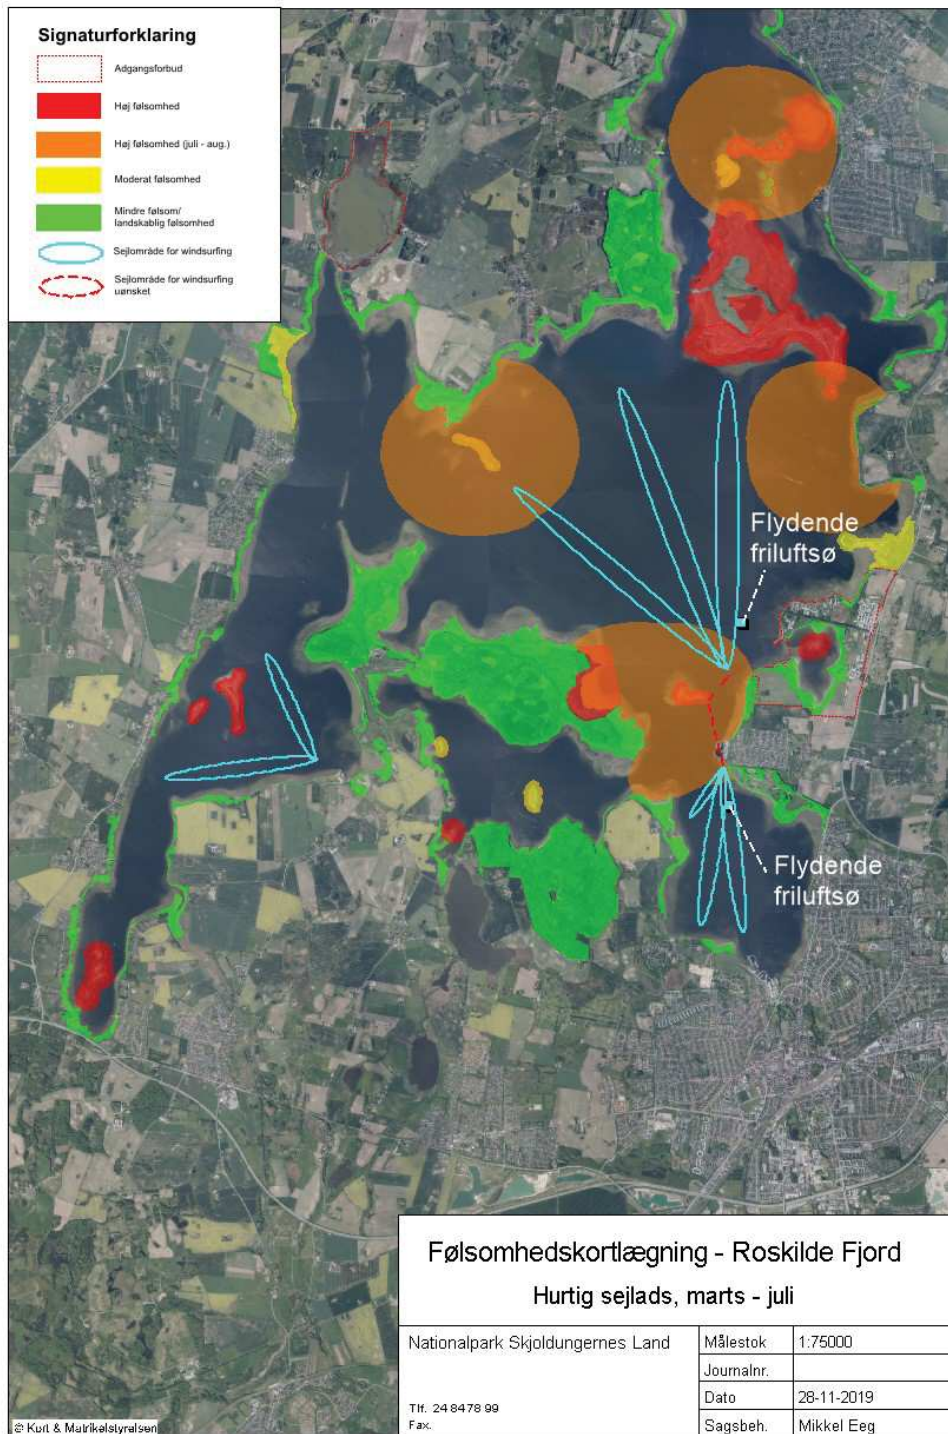 Signaturforklaring
Adgangsforbud
Høj følsomhed
Høj følsomhed (juli - aug.)
Moderat følsomhed
Mindre følsom/
landskablig følsomhed
Sejlområde for windsurfing
Sejlområde for windsurfing
uønsket
Flydende
friluftsø
Flydende
friluftsø
Følsomhedskortlægning - Roskilde Fjord
Hurtig sejlads, marts - juli
Nationalpark Skjoldungernes Land
Tlf. 24 84 78 99
Fax.
Målestok 1:75000
Journalnr.
Dato 28-11-2019
Sagsbeh. Mikkel Eeg
© Kort & Matrikelstyrelsen